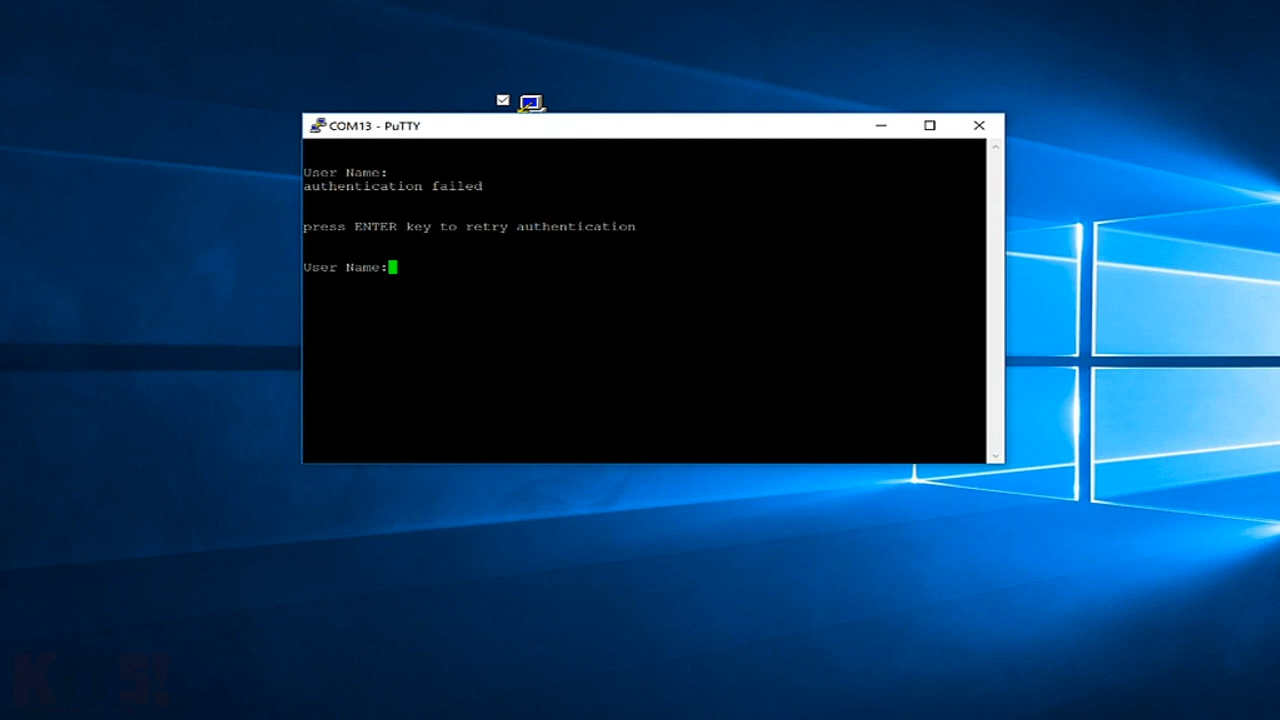 COM13 - PuTTY
User Name:
authentication failed
press ENTER key to retry authentication
User Name: